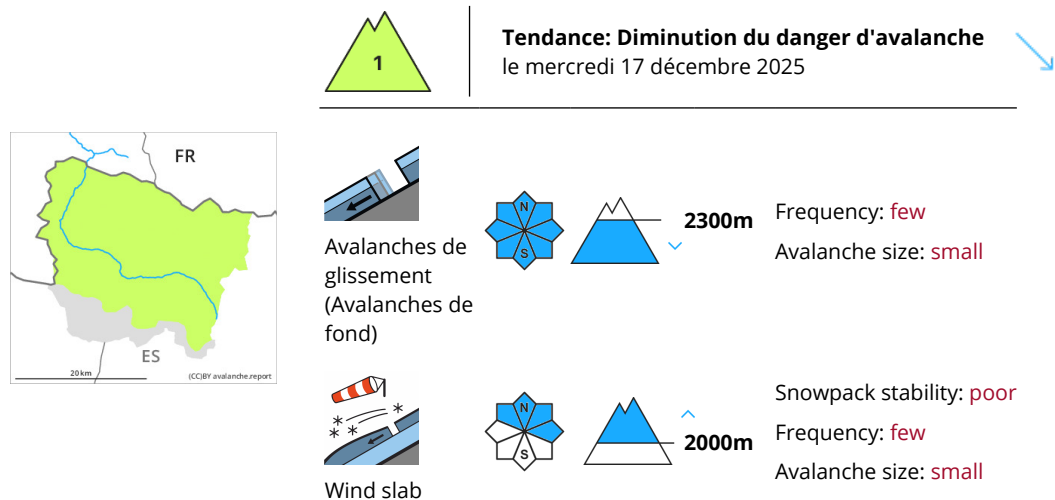 1
Tendance: Diminution du danger d'avalanche
le mercredi 17 décembre 2025
FR
ES
20 km
(CC)BY avalanche.report
N
S
2300m
Frequency: few
Avalanche size: small
Avalanches de
glissement
(Avalanches de
fond)
N
S
2000m
Snowpack stability: poor
Frequency: few
Avalanche size: small
Wind slab